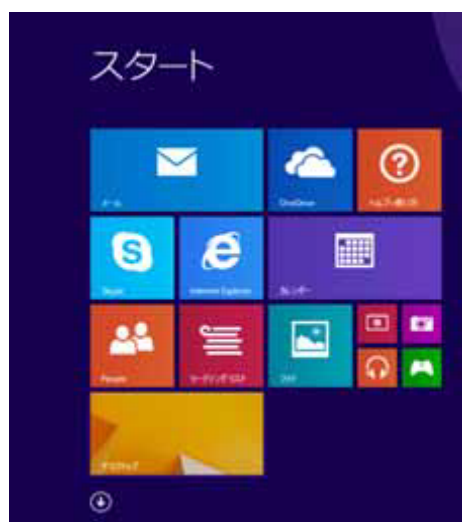 スタート
メール
OneDrive
ヘルプ+使い方
Skype
Internet Explorer
カレンダー
People
リーディング リスト
フォト
デスクトップ